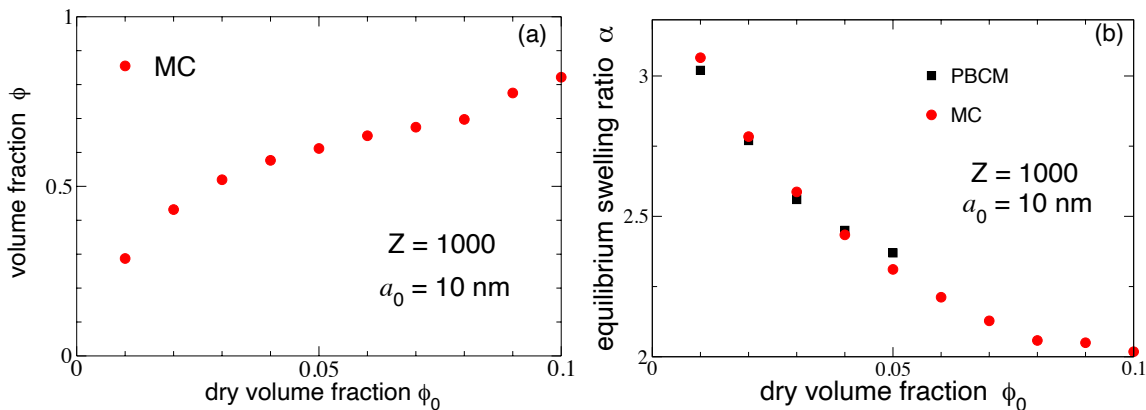 1
(a)
MC
volume fraction ϕ
0.5
Z = 1000
a0 = 10 nm
0
0
0.05
0.1
dry volume fraction ϕ0
(b)
equilibrium swelling ratio α
3
PBCM
MC
Z = 1000
a0 = 10 nm
2.5
2
0
0.05
0.1
dry volume fraction ϕ0